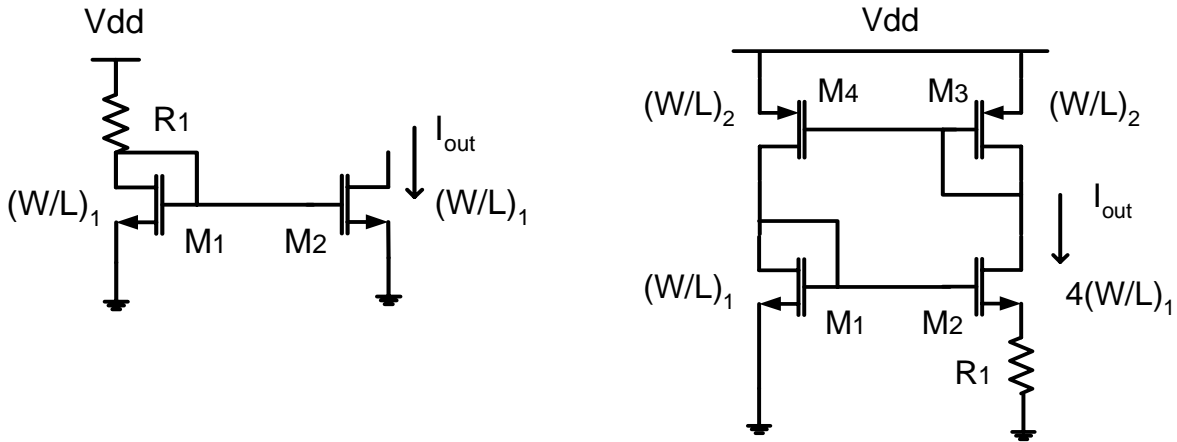 Vdd
R1
Iout
(W/L)1
(W/L)1
M1
M2
Vdd
(W/L)2
M4
M3
(W/L)2
Iout
(W/L)1
4(W/L)1
M1
M2
R1